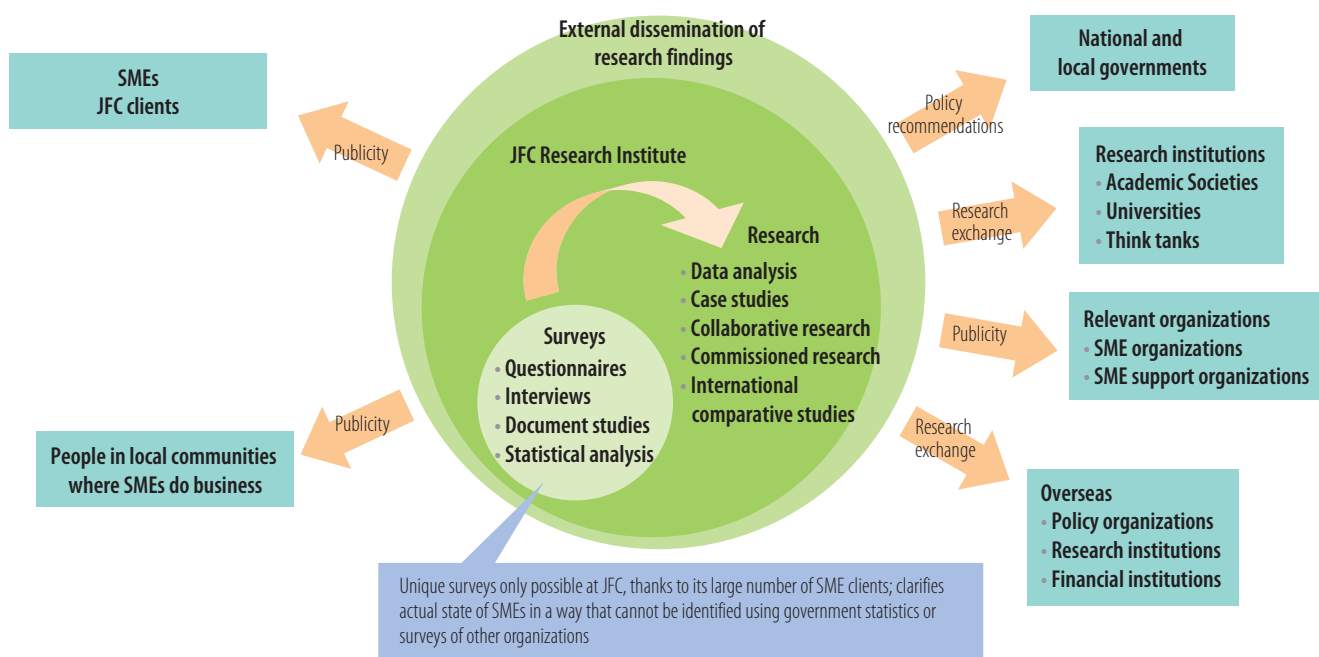 External dissemination of
research findings
SMEs
JFC clients
Publicity
People in local communities
where SMEs do business
Publicity
JFC Research Institute
Surveys
• Questionnaires
• Interviews
• Document studies
• Statistical analysis
Research
• Data analysis
• Case studies
• Collaborative research
• Commissioned research
• International
comparative studies
Unique surveys only possible at JFC, thanks to its large number of SME clients; clarifies
actual state of SMEs in a way that cannot be identified using government statistics or
surveys of other organizations
Policy
recommendations
National and
local governments
Research
exchange
Research institutions
• Academic Societies
• Universities
• Think tanks
Publicity
Relevant organizations
• SME organizations
• SME support organizations
Research
exchange
Overseas
• Policy organizations
• Research institutions
• Financial institutions